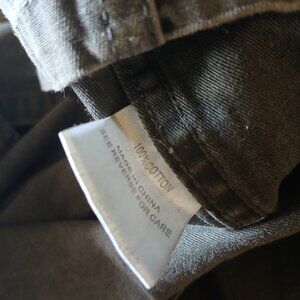 100% COTTON
MADE IN CHINA
SEE REVERSE FOR CARE